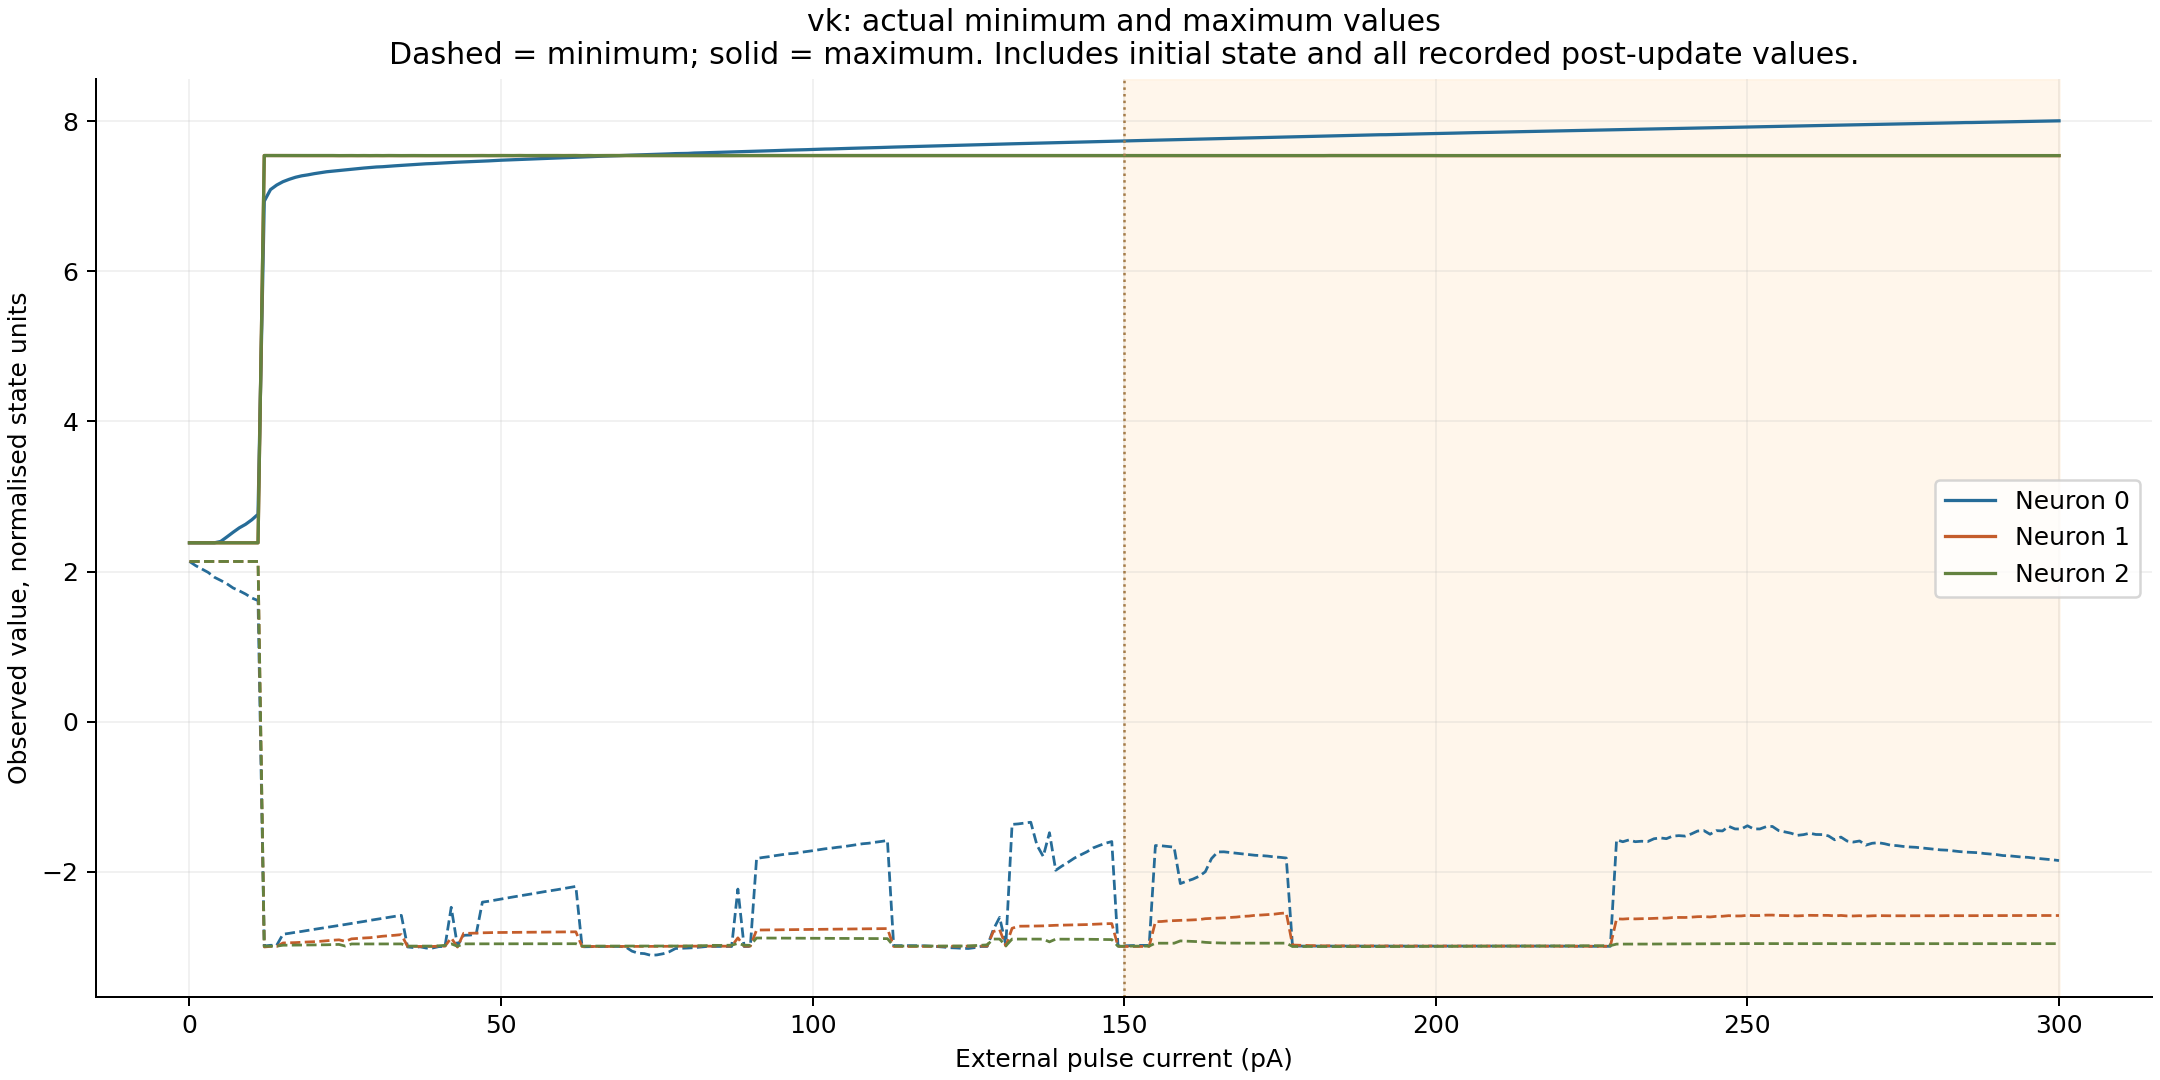 vk: actual minimum and maximum values
Dashed = minimum; solid = maximum. Includes initial state and all recorded post-update values.
Observed value, normalised state units
8
6
4
2
0
−2
Neuron 0
Neuron 1
Neuron 2
0 50 100 150 200 250 300
External pulse current (pA)